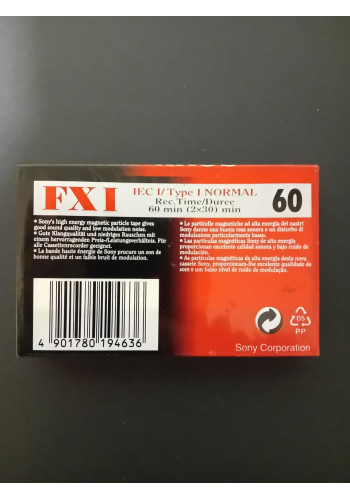 FX I
IEC I/Type I NORMAL
Rec.Time/Duree
60 min (2×30) min
60
• Sony's high energy magnetic particle tape gives
good sound quality and low modulation noise.
• Gute Klangqualität und niedriges Rauschen mit
einem hervorragenden Preis-/Leistungsverhältnis. Für
alle Cassettenrecorder geeignet.
• La bande haute énergie de Sony procure un son de
bonne qualité et un faible bruit de modulation.
• Le particelle magnetiche ad alta energia dei nastri
Sony danno una buona resa sonora e un disturbo di
modulazione particolarmente basso.
• Las partículas magnéticas Sony de alta energía
proporcionan excelente calidad sonora y bajo ruido de
modulación.
• As partículas magnéticas de alta energia desta nova
cassete Sony, proporcionam-lhe excelente qualidade de
som e um baixo nível de ruído de modulação.
4 901780 194636
05
PP
Sony Corporation